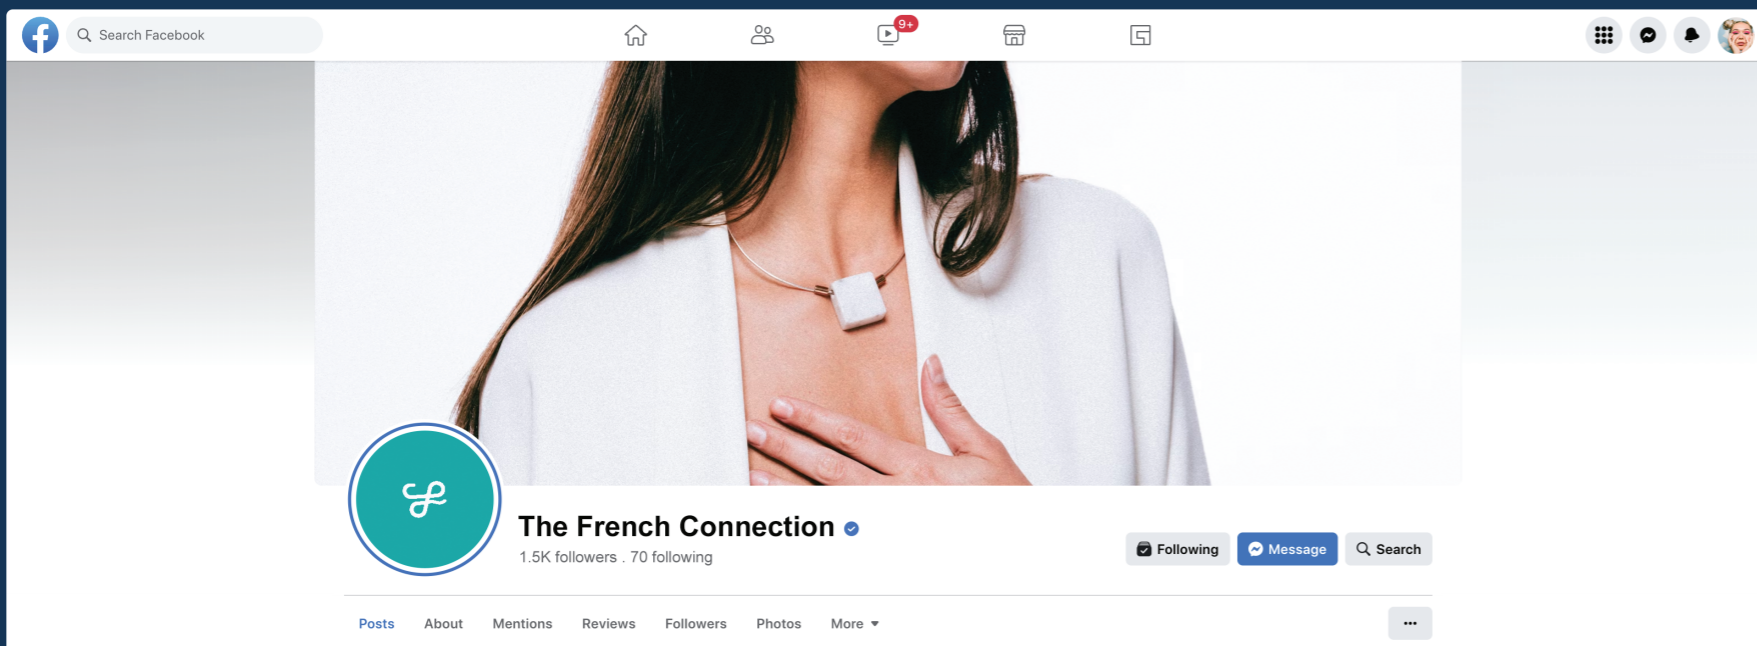 Search Facebook
9+
The French Connection
1.5K followers . 70 following
Following
Message
Search
Posts
About
Mentions
Reviews
Followers
Photos
More